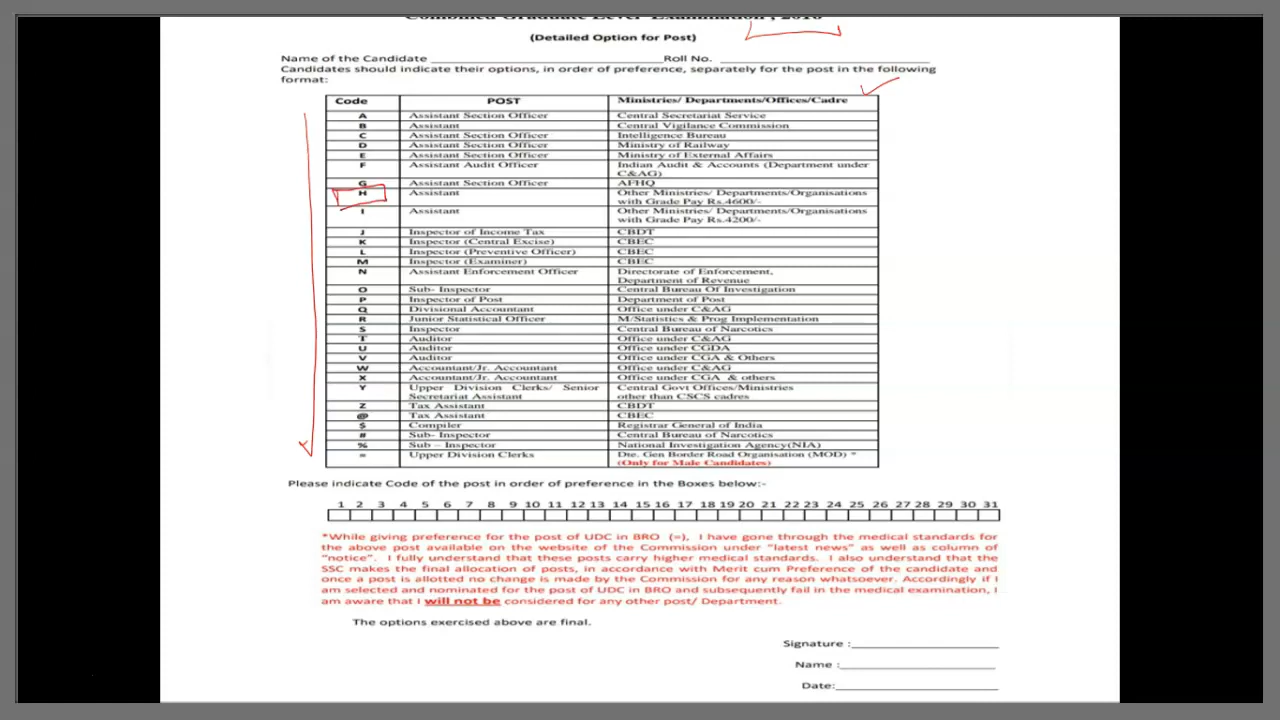 Combined Graduate Level Examination , 2016
(Detailed Option for Post)
Name of the Candidate ____________________ Roll No. ____________________
Candidates should indicate their options, in order of preference, separately for the post in the following
format:
Code POST Ministries/ Departments/Offices/Cadre
A Assistant Section Officer Central Secretariat Service
B Assistant Central Vigilance Commission
C Assistant Section Officer Intelligence Bureau
D Assistant Section Officer Ministry of Railway
E Assistant Section Officer Ministry of External Affairs
F Assistant Audit Officer Indian Audit & Accounts (Department under
C&AG)
G Assistant Section Officer AFHQ
H Assistant Other Ministries/ Departments/Organisations
with Grade Pay Rs.4600/-
I Assistant Other Ministries/ Departments/Organisations
with Grade Pay Rs.4200/-
J Inspector of Income Tax CBDT
K Inspector (Central Excise) CBEC
L Inspector (Preventive Officer) CBEC
M Inspector (Examiner) CBEC
N Assistant Enforcement Officer Directorate of Enforcement,
Department of Revenue
O Sub- Inspector Central Bureau Of Investigation
P Inspector of Post Department of Post
Q Divisional Accountant Office under C&AG
R Junior Statistical Officer M/Statistics & Prog Implementation
S Inspector Central Bureau of Narcotics
T Auditor Office under C&AG
U Auditor Office under CGDA
V Auditor Office under CGA & Others
W Accountant/Jr. Accountant Office under C&AG
X Accountant/Jr. Accountant Office under CGA & others
Y Upper Division Clerks/ Senior Central Govt Offices/Ministries
Secretariat Assistant other than CSCS cadres
Z Tax Assistant CBDT
@ Tax Assistant CBEC
$ Compiler Registrar General of India
# Sub- Inspector Central Bureau of Narcotics
% Sub – Inspector National Investigation Agency(NIA)
= Upper Division Clerks Dte. Gen Border Road Organisation (MOD) *
(Only for Male Candidates)
Please indicate Code of the post in order of preference in the Boxes below:-
1 2 3 4 5 6 7 8 9 10 11 12 13 14 15 16 17 18 19 20 21 22 23 24 25 26 27 28 29 30 31
*While giving preference for the post of UDC in BRO (=), I have gone through the medical standards for
the above post available on the website of the Commission under "latest news" as well as column of
"notice". I fully understand that these posts carry higher medical standards. I also understand that the
SSC makes the final allocation of posts, in accordance with Merit cum Preference of the candidate and
once a post is allotted no change is made by the Commission for any reason whatsoever. Accordingly if I
am selected and nominated for the post of UDC in BRO and subsequently fail in the medical examination, I
am aware that I will not be considered for any other post/ Department.
The options exercised above are final.
Signature :____________________
Name :____________________
Date:____________________